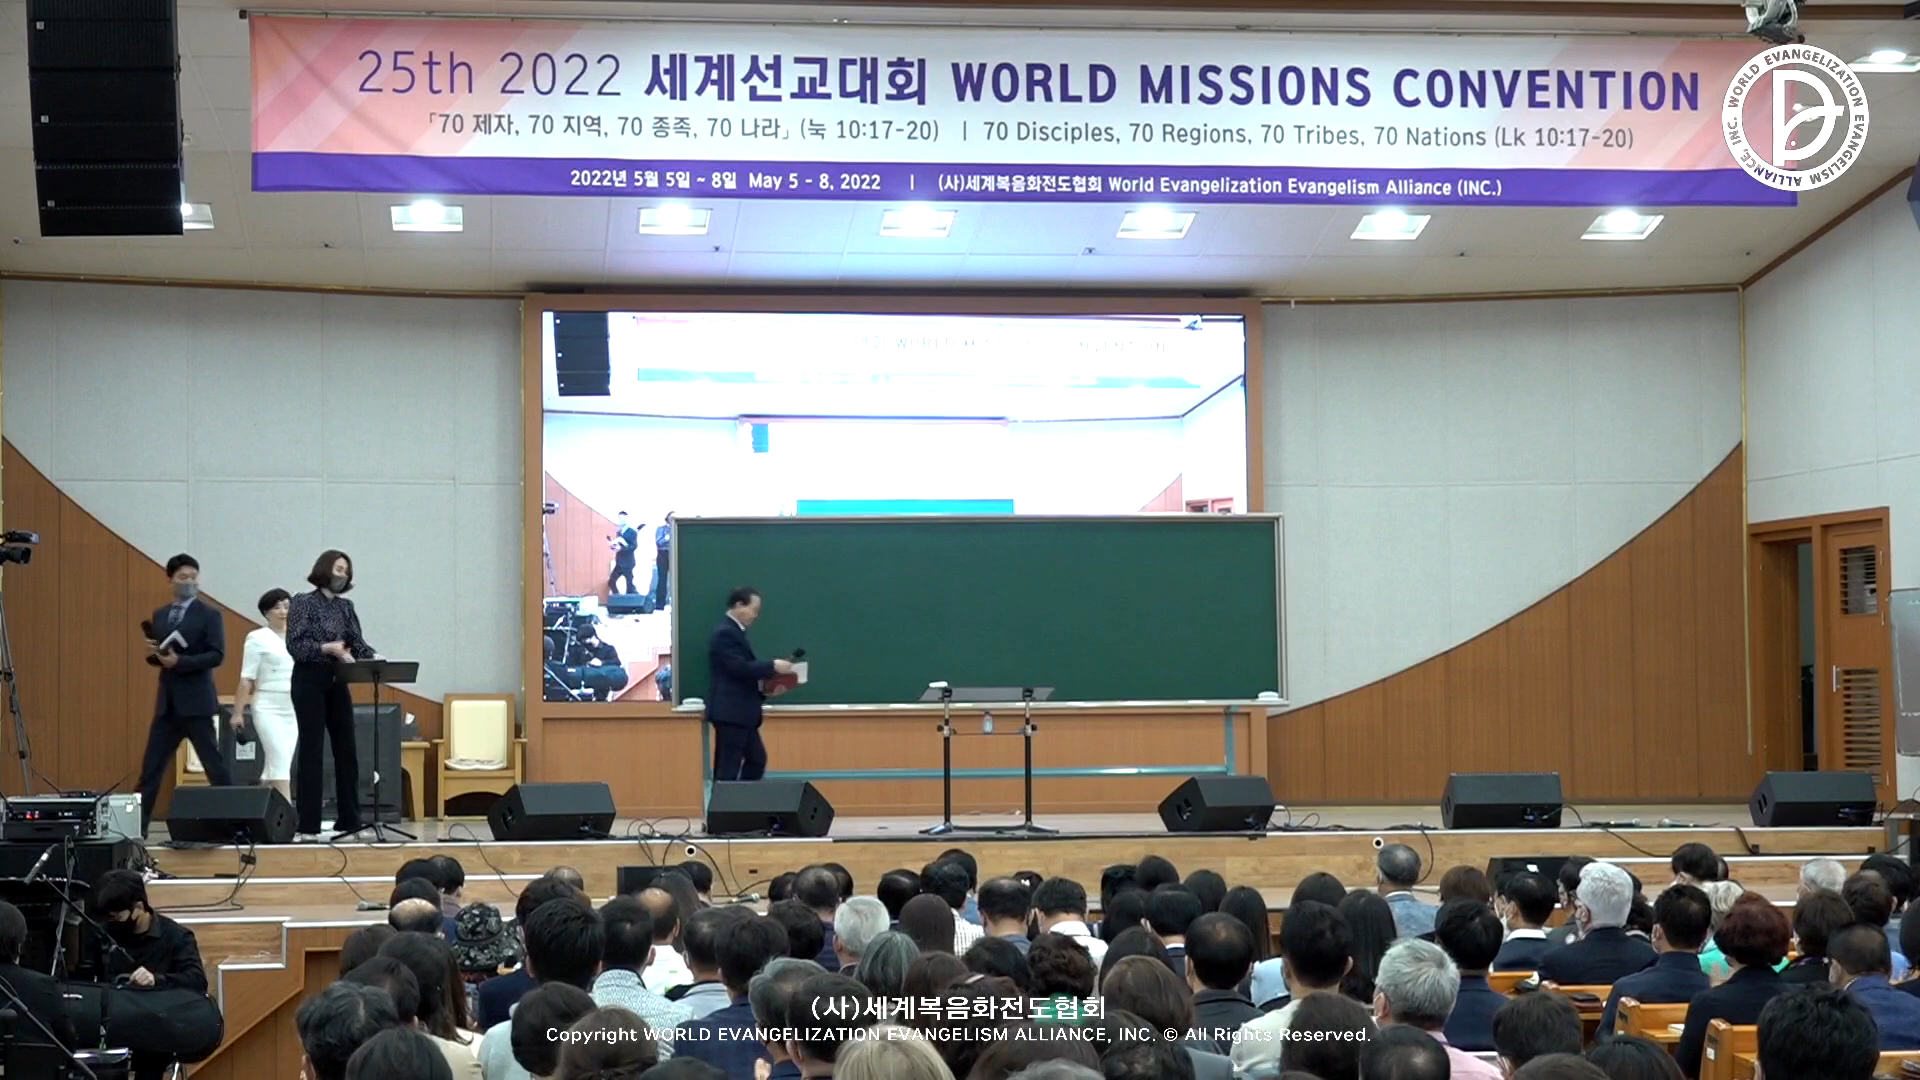 25th 2022 세계선교대회 WORLD MISSIONS CONVENTION
「70 제자, 70 지역, 70 종족, 70 나라」 (눅 10:17-20) | 70 Disciples, 70 Regions, 70 Tribes, 70 Nations (Lk 10:17-20)
2022년 5월 5일 ~ 8일 May 5 - 8, 2022 | (사)세계복음화전도협회 World Evangelization Evangelism Alliance (INC.)
WORLD EVANGELIZATION EVANGELISM ALLIANCE, INC.
(사)세계복음화전도협회
Copyright WORLD EVANGELIZATION EVANGELISM ALLIANCE, INC. © All Rights Reserved.